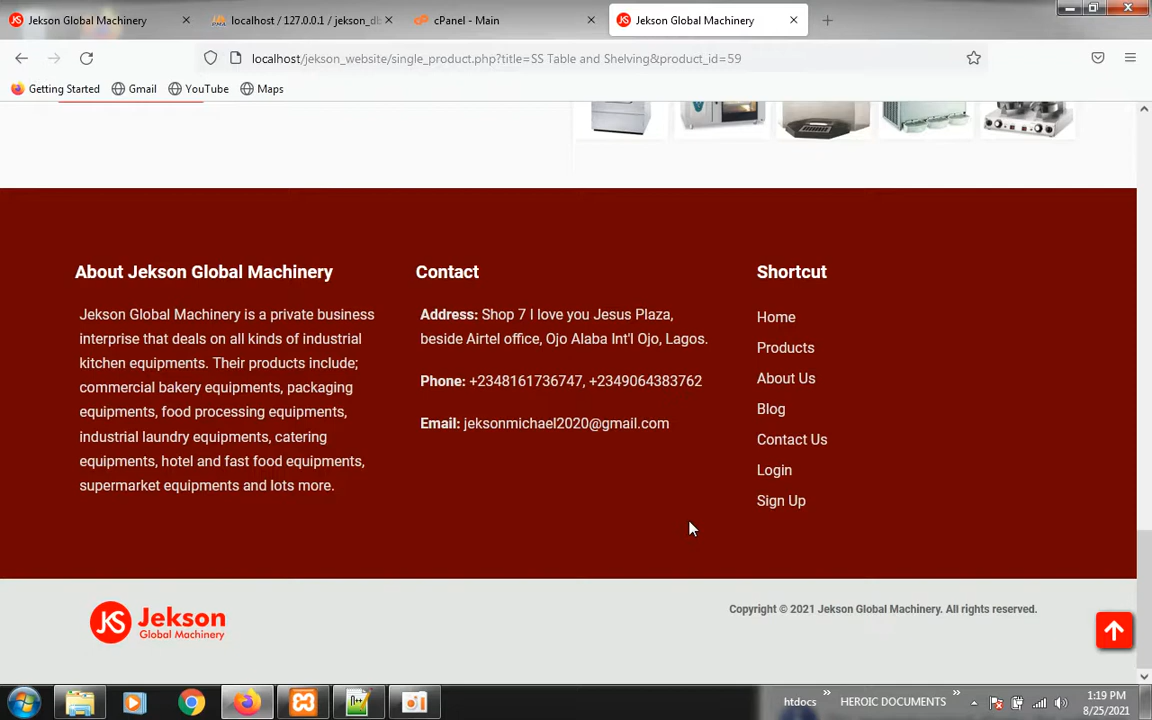 Jekson Global Machinery
localhost / 127.0.0.1 / jekson_db
cPanel - Main
Jekson Global Machinery
localhost/jekson_website/single_product.php?title=SS Table and Shelving&product_id=59
Getting Started
Gmail
YouTube
Maps
About Jekson Global Machinery
Jekson Global Machinery is a private business
interprise that deals on all kinds of industrial
kitchen equipments. Their products include;
commercial bakery equipments, packaging
equipments, food processing equipments,
industrial laundry equipments, catering
equipments, hotel and fast food equipments,
supermarket equipments and lots more.
Contact
Address: Shop 7 I love you Jesus Plaza,
beside Airtel office, Ojo Alaba Int'l Ojo, Lagos.
Phone: +2348161736747, +2349064383762
Email: jeksonmichael2020@gmail.com
Shortcut
Home
Products
About Us
Blog
Contact Us
Login
Sign Up
JS Jekson
Global Machinery
Copyright © 2021 Jekson Global Machinery. All rights reserved.
htdocs
HEROIC DOCUMENTS
1:19 PM
8/25/2021